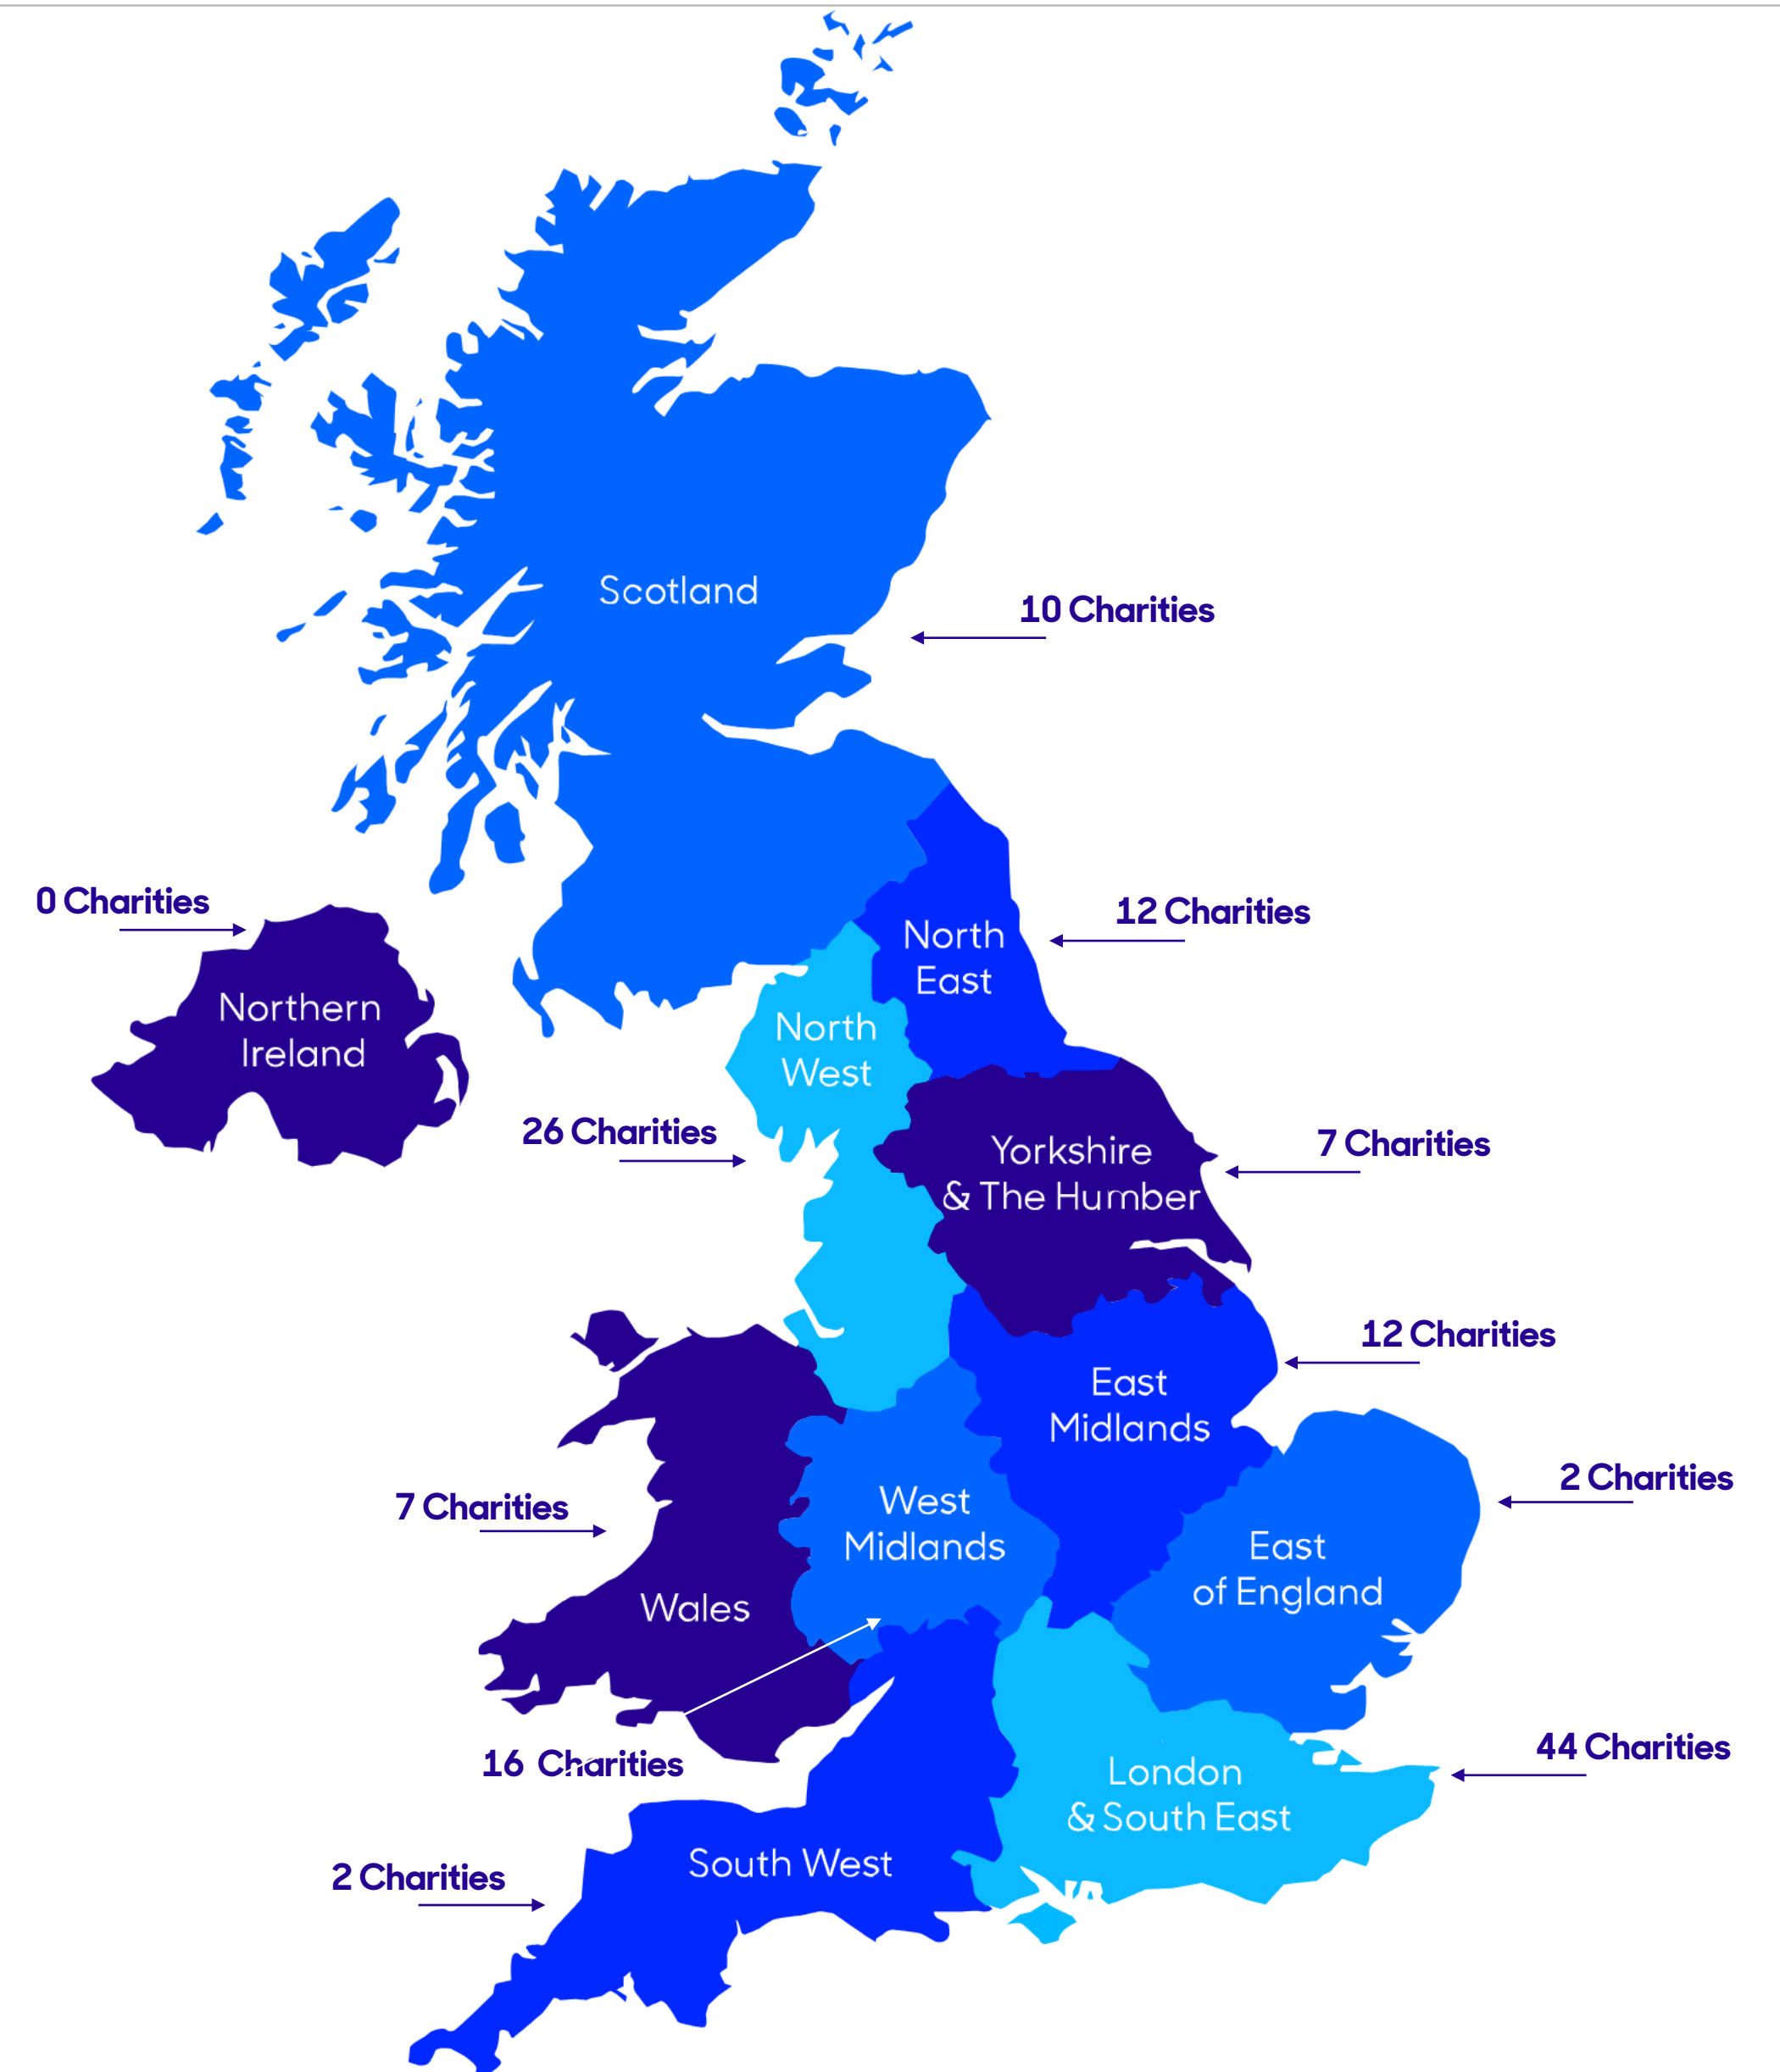 Scotland
10 Charities
0 Charities
12 Charities
North
East
Northern
Ireland
North
West
26 Charities
7 Charities
Yorkshire
& The Humber
12 Charities
East
Midlands
2 Charities
7 Charities
West
Midlands
East
of England
Wales
16 Charities
44 Charities
London
& South East
South West
2 Charities